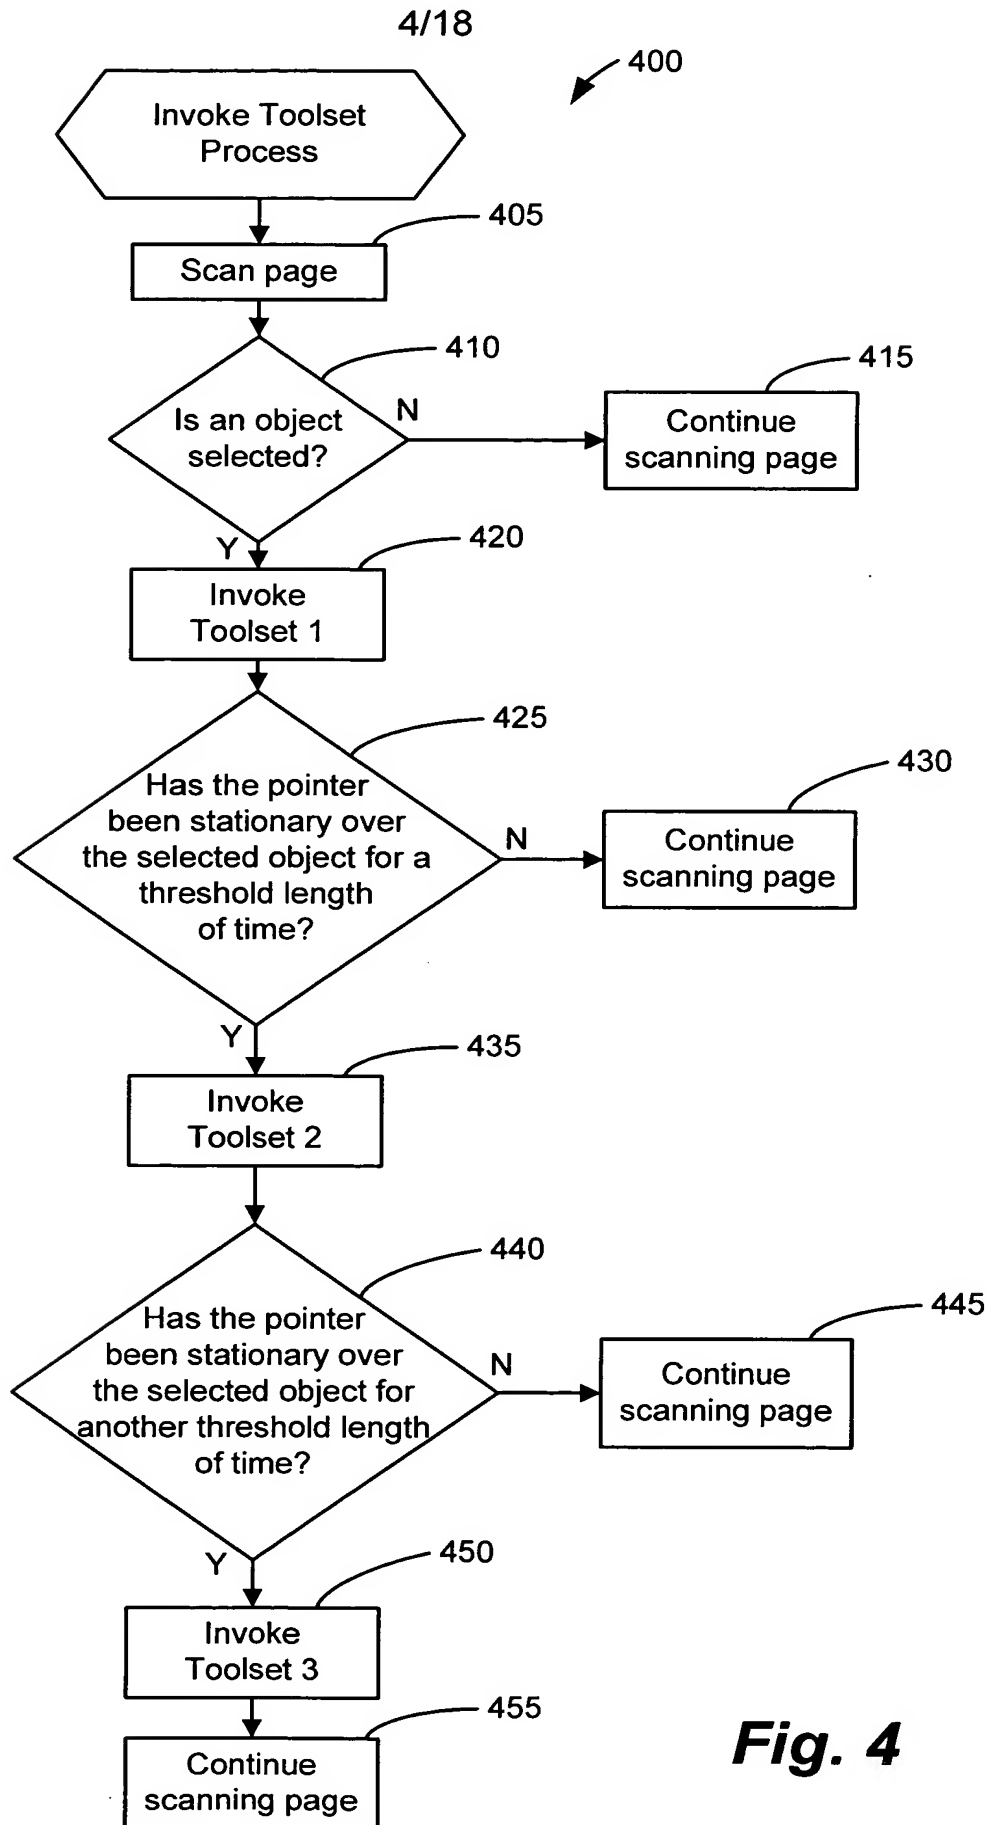 4/18
400
Invoke Toolset
Process
405
Scan page
410
Is an object
selected?
N
415
Continue
scanning page
Y
420
Invoke
Toolset 1
425
Has the pointer
been stationary over
the selected object for a
threshold length
of time?
N
430
Continue
scanning page
Y
435
Invoke
Toolset 2
440
Has the pointer
been stationary over
the selected object for
another threshold length
of time?
N
445
Continue
scanning page
Y
450
Invoke
Toolset 3
455
Continue
scanning page
Fig. 4